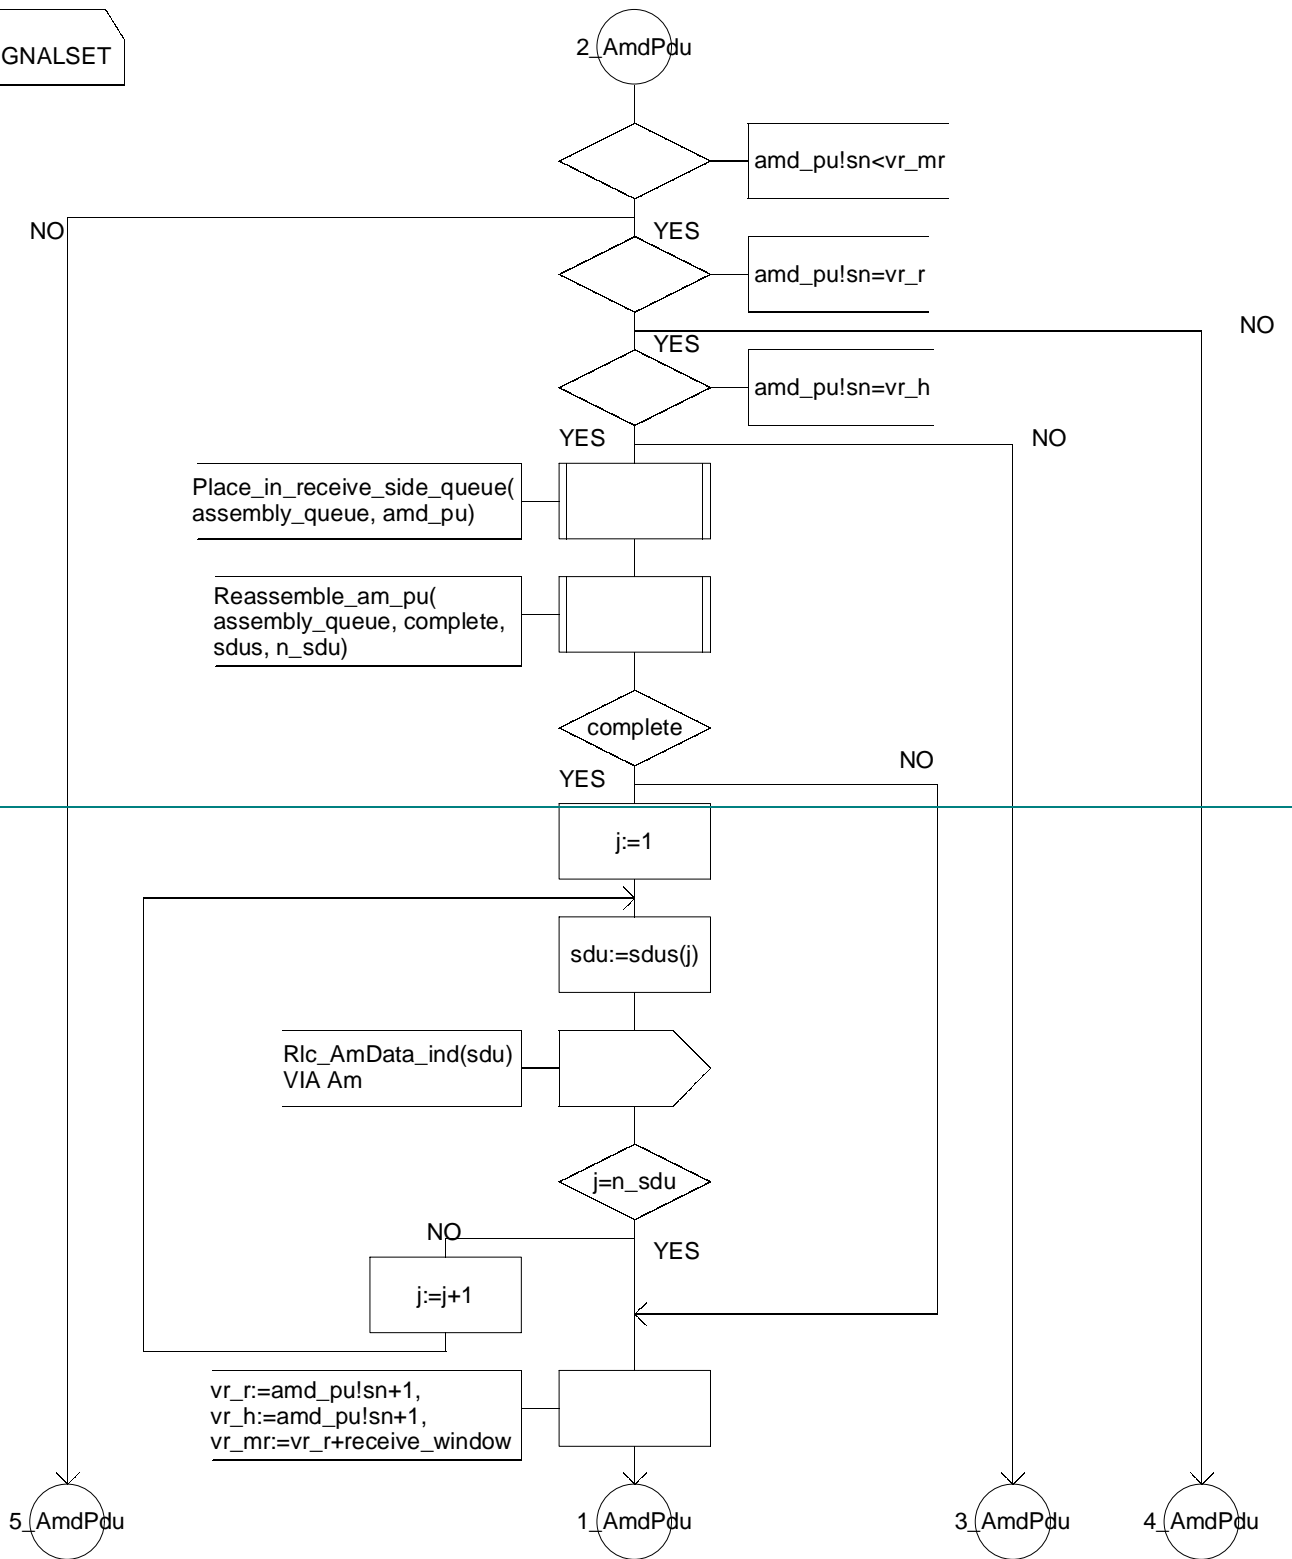 GNALSET
2_AmdPdu
amd_pu!sn<vr_mr
NO
YES
amd_pu!sn=vr_r
NO
YES
amd_pu!sn=vr_h
YES
NO
Place_in_receive_side_queue(
assembly_queue, amd_pu)
Reassemble_am_pu(
assembly_queue, complete,
sdus, n_sdu)
complete
NO
YES
j:=1
sdu:=sdus(j)
Rlc_AmData_ind(sdu)
VIA Am
j=n_sdu
NO
YES
j:=j+1
vr_r:=amd_pu!sn+1,
vr_h:=amd_pu!sn+1,
vr_mr:=vr_r+receive_window
5_AmdPdu
1_AmdPdu
3_AmdPdu
4_AmdPdu